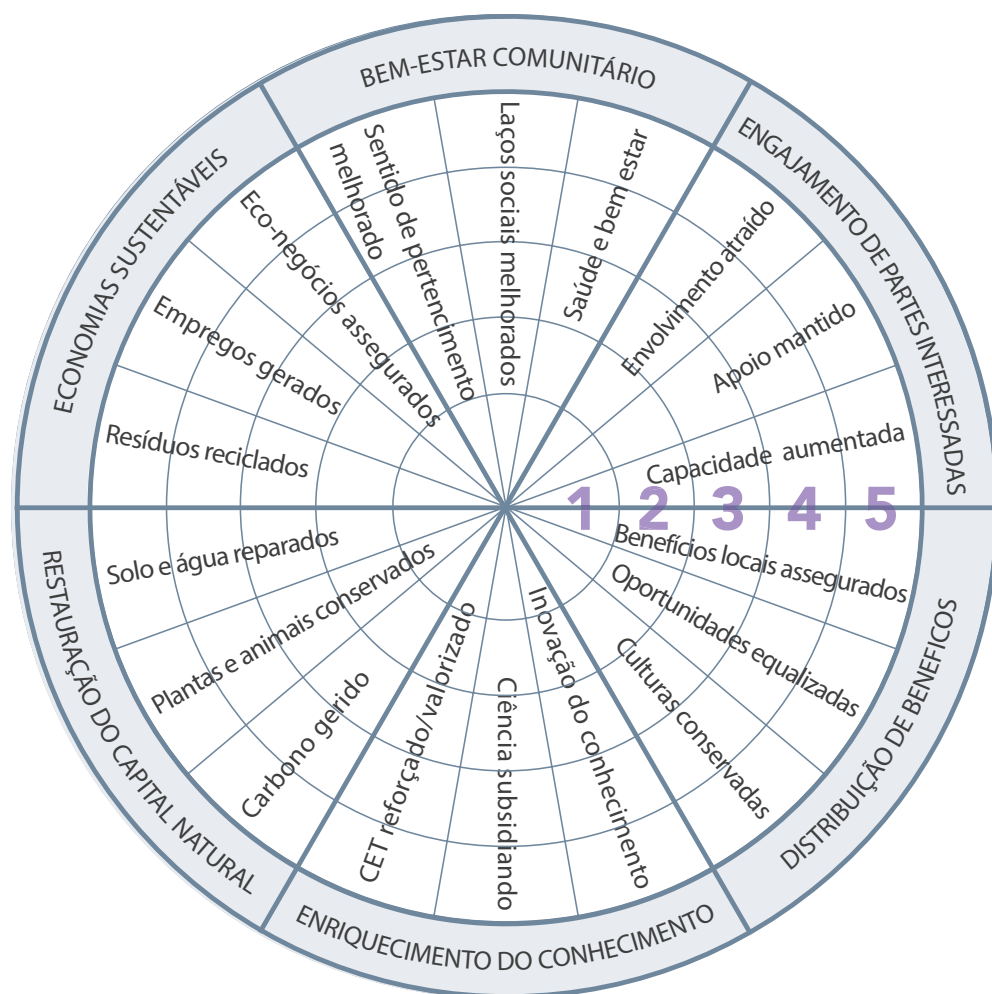 BEM-ESTAR COMUNITÁRIO
Sentido de pertencimento
melhorado
Laços sociais melhorados
Saúde e bem estar
ENGAJAMENTO DE PARTES INTERESSADAS
Envolvimento atraído
Apoio mantido
Capacidade aumentada
1 2 3 4 5
DISTRIBUIÇÃO DE BENEFICOS
Benefícios locais assegurados
Oportunidades equalizadas
Culturas conservadas
ENRIQUECIMENTO DO CONHECIMENTO
Inovação do conhecimento
Ciência subsidiando
CET reforçado/valorizado
RESTAURAÇÃO DO CAPITAL NATURAL
Carbono gerido
Plantas e animais conservados
Solo e água reparados
ECONOMIAS SUSTENTÁVEIS
Resíduos reciclados
Empregos gerados
Eco-negócios assegurados